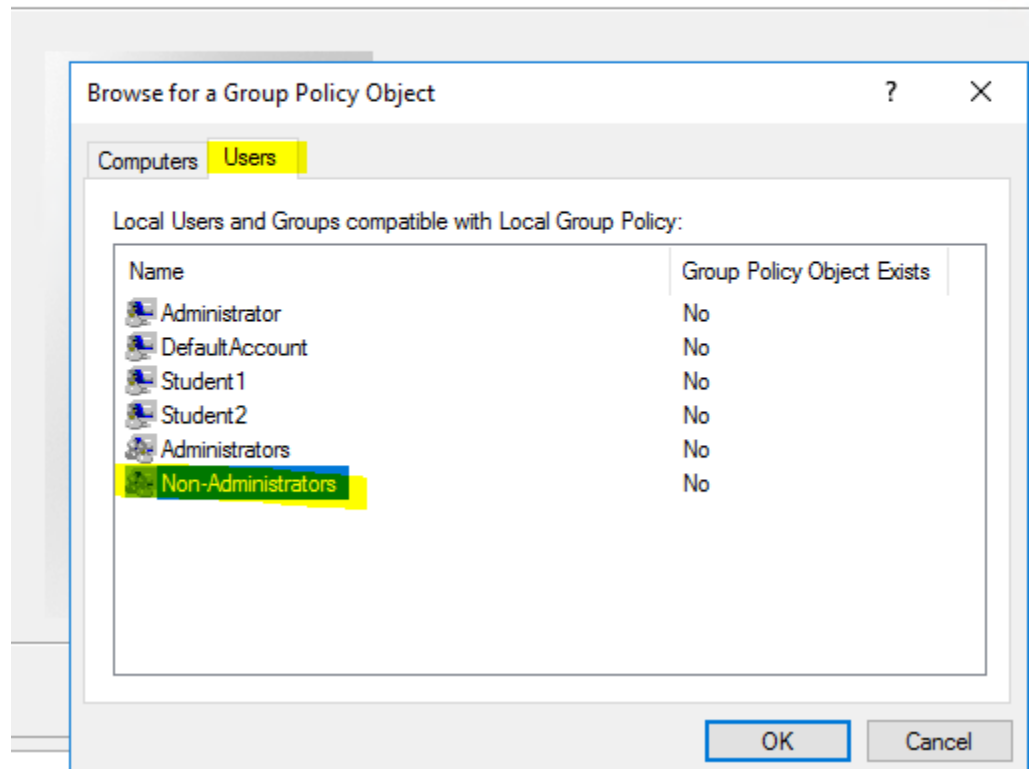 Browse for a Group Policy Object ?
Computers Users
Local Users and Groups compatible with Local Group Policy:
Name Group Policy Object Exists
Administrator No
DefaultAccount No
Student1 No
Student2 No
Administrators No
Non-Administrators No
OK Cancel